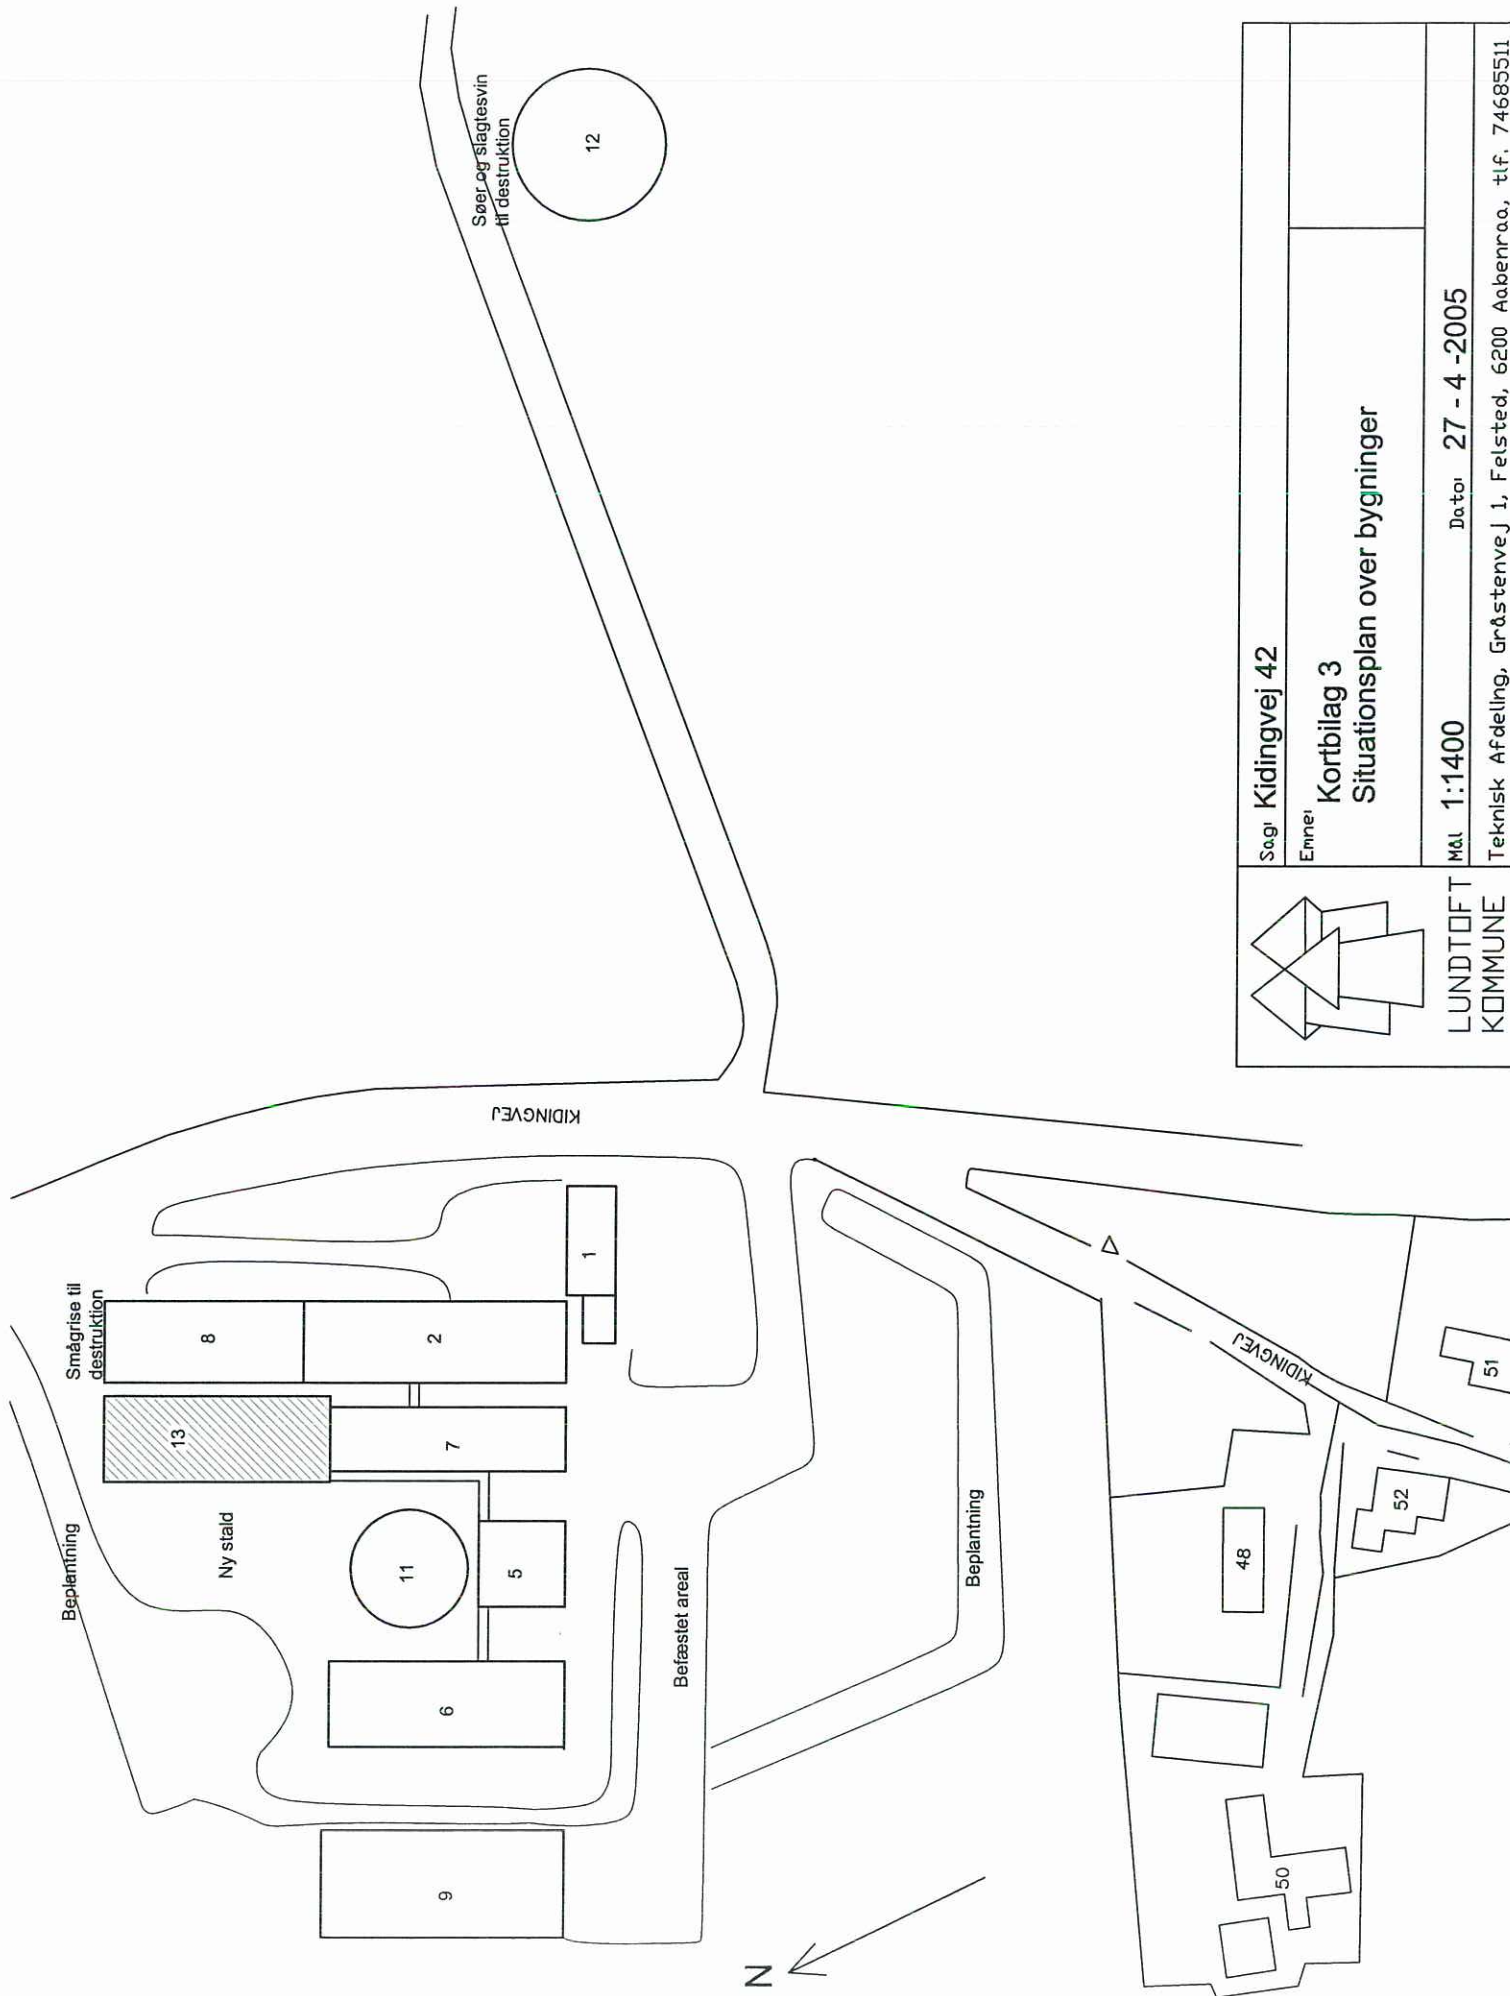 Søer og slagtesvin
til destruktion
12
KIDINGVEJ
Smågrise til
destruktion
8
2
1
13
7
Beplantning
Ny stald
11
5
6
9
Befæstet areal
Beplantning
N
KIDINGVEJ
48
50
51
52
LUNDTOFT
KOMMUNE
Sag: Kidingvej 42
Emne:
Kortbilag 3
Situationsplan over bygninger
Mål 1:1400 Dato: 27 - 4 -2005
Teknisk Afdeling, Gråstenvej 1, Felsted, 6200 Aabenraa, tlf. 74685511